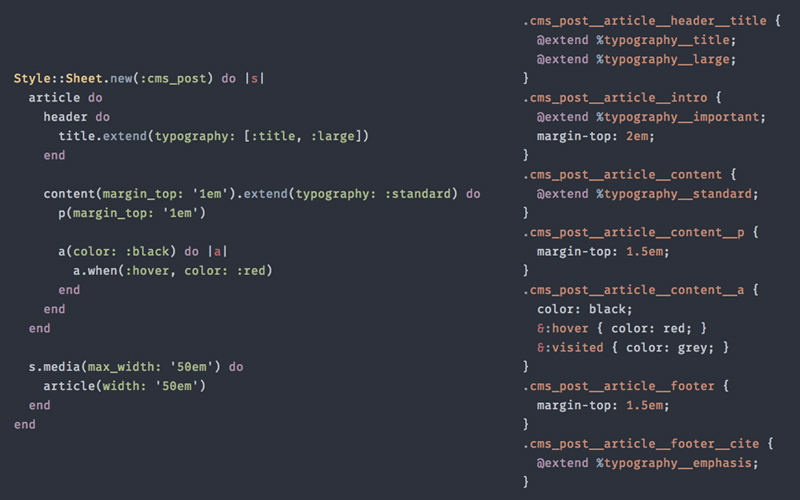 Style::Sheet.new(:cms_post) do |s|
  article do
    header do
      title.extend(typography: [:title, :large])
    end

    content(margin_top: '1em').extend(typography: :standard) do
      p(margin_top: '1em')

      a(color: :black) do |a|
        a.when(:hover, color: :red)
      end
    end
  end

  s.media(max_width: '50em') do
    article(width: '50em')
  end
end

.cms_post__article__header__title {
  @extend %typography__title;
  @extend %typography__large;
}
.cms_post__article__intro {
  @extend %typography__important;
  margin-top: 2em;
}
.cms_post__article__content {
  @extend %typography__standard;
}
.cms_post__article__content__p {
  margin-top: 1.5em;
}
.cms_post__article__content__a {
  color: black;
  &:hover { color: red; }
  &:visited { color: grey; }
}
.cms_post__article__footer {
  margin-top: 1.5em;
}
.cms_post__article__footer__cite {
  @extend %typography__emphasis;
}